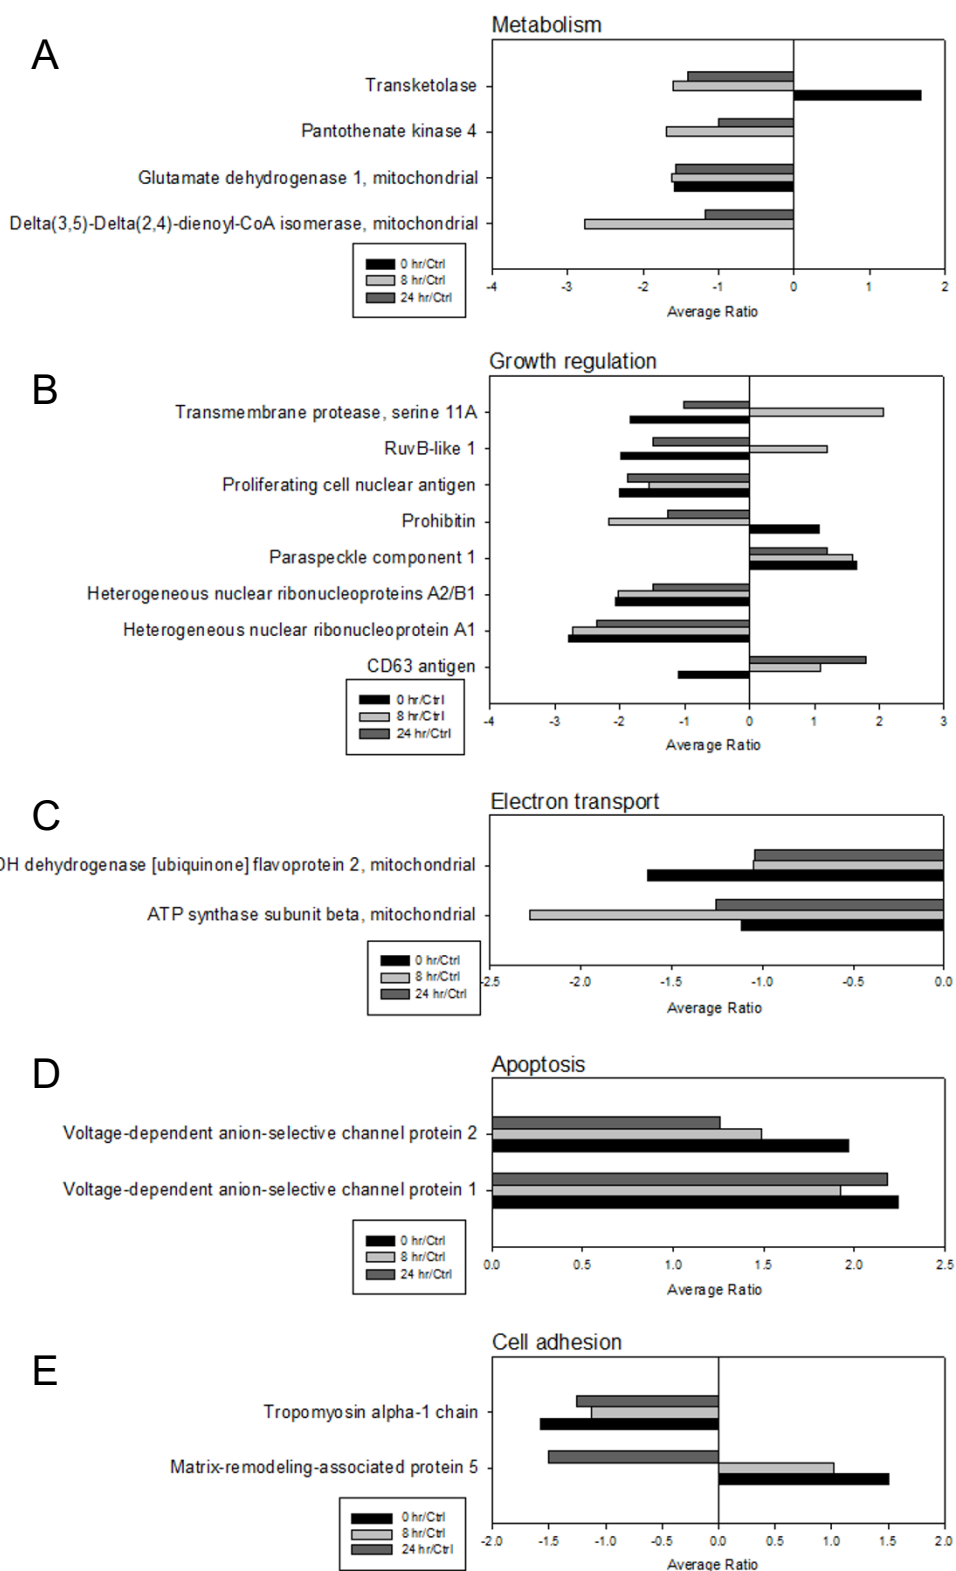 Metabolism
A
Transketolase
Pantothenate kinase 4
Glutamate dehydrogenase 1, mitochondrial
Delta(3,5)-Delta(2,4)-dienoyl-CoA isomerase, mitochondrial
0 hr/Ctrl
8 hr/Ctrl
24 hr/Ctrl
-4 -3 -2 -1 0 1 2
Average Ratio
Growth regulation
B
Transmembrane protease, serine 11A
RuvB-like 1
Proliferating cell nuclear antigen
Prohibitin
Paraspeckle component 1
Heterogeneous nuclear ribonucleoproteins A2/B1
Heterogeneous nuclear ribonucleoprotein A1
CD63 antigen
0 hr/Ctrl
8 hr/Ctrl
24 hr/Ctrl
-4 -3 -2 -1 0 1 2 3
Average Ratio
Electron transport
C
DH dehydrogenase [ubiquinone] flavoprotein 2, mitochondrial
ATP synthase subunit beta, mitochondrial
0 hr/Ctrl
8 hr/Ctrl
24 hr/Ctrl
-2.5 -2.0 -1.5 -1.0 -0.5 0.0
Average Ratio
Apoptosis
D
Voltage-dependent anion-selective channel protein 2
Voltage-dependent anion-selective channel protein 1
0 hr/Ctrl
8 hr/Ctrl
24 hr/Ctrl
0.0 0.5 1.0 1.5 2.0 2.5
Average Ratio
Cell adhesion
E
Tropomyosin alpha-1 chain
Matrix-remodeling-associated protein 5
0 hr/Ctrl
8 hr/Ctrl
24 hr/Ctrl
-2.0 -1.5 -1.0 -0.5 0.0 0.5 1.0 1.5 2.0
Average Ratio